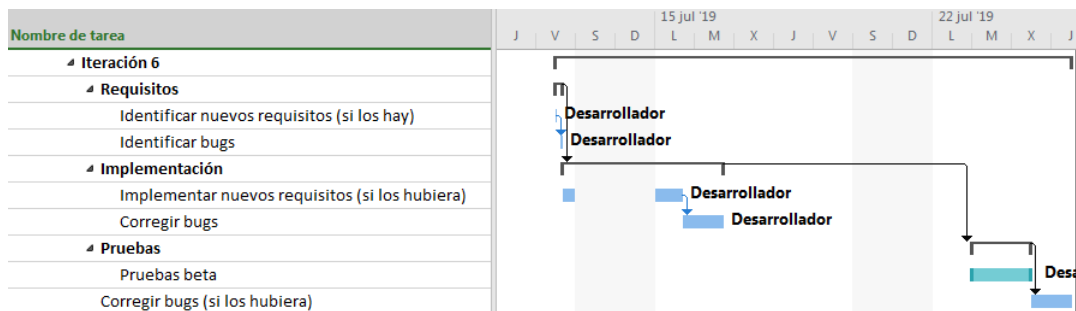 15 jul '19 22 jul '19
Nombre de tarea J V S D L M X J V S D L M X J
Iteración 6
Requisitos
Identificar nuevos requisitos (si los hay) Desarrollador
Identificar bugs Desarrollador
Implementación
Implementar nuevos requisitos (si los hubiera) Desarrollador
Corregir bugs Desarrollador
Pruebas
Pruebas beta Desa
Corregir bugs (si los hubiera)